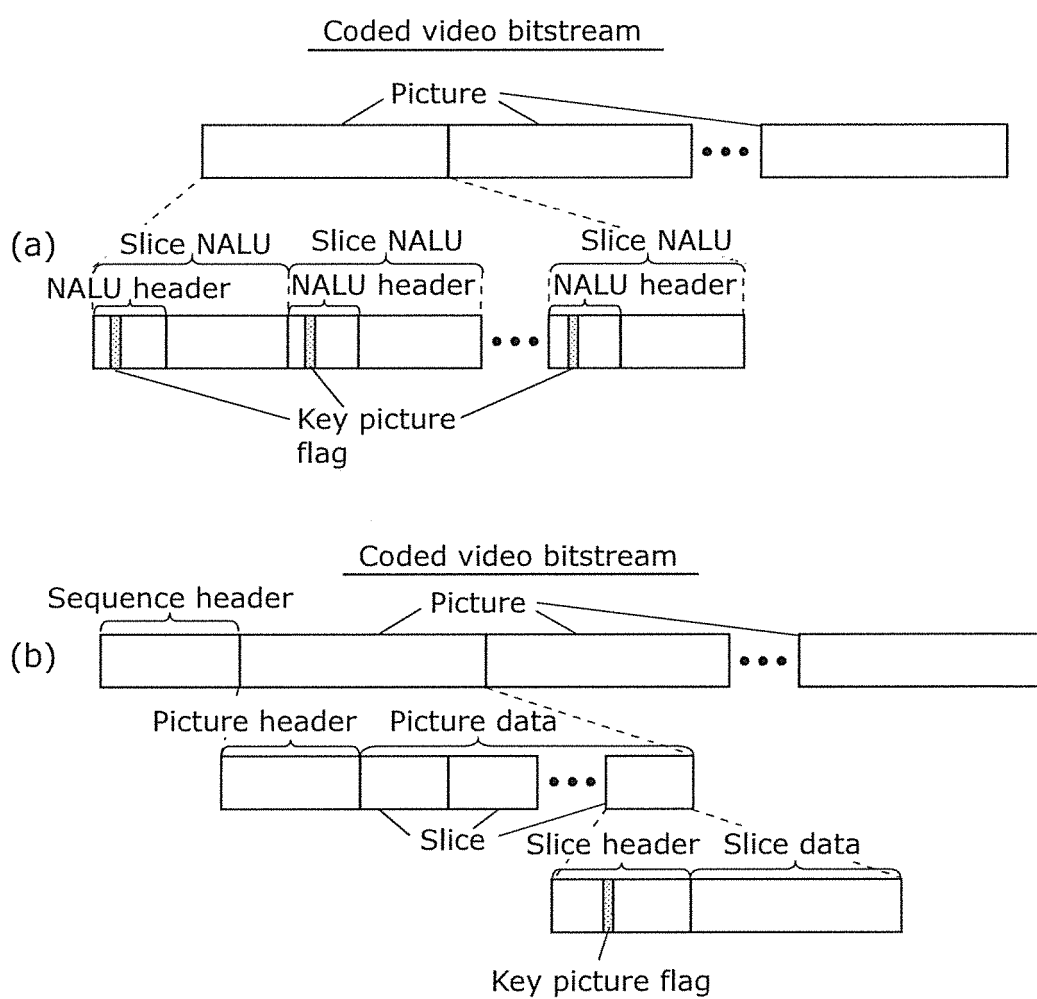 Coded video bitstream
Picture
(a)
Slice NALU Slice NALU Slice NALU
NALU header NALU header NALU header
Key picture
flag
Coded video bitstream
Sequence header
Picture
(b)
Picture header Picture data
Slice
Slice header Slice data
Key picture flag